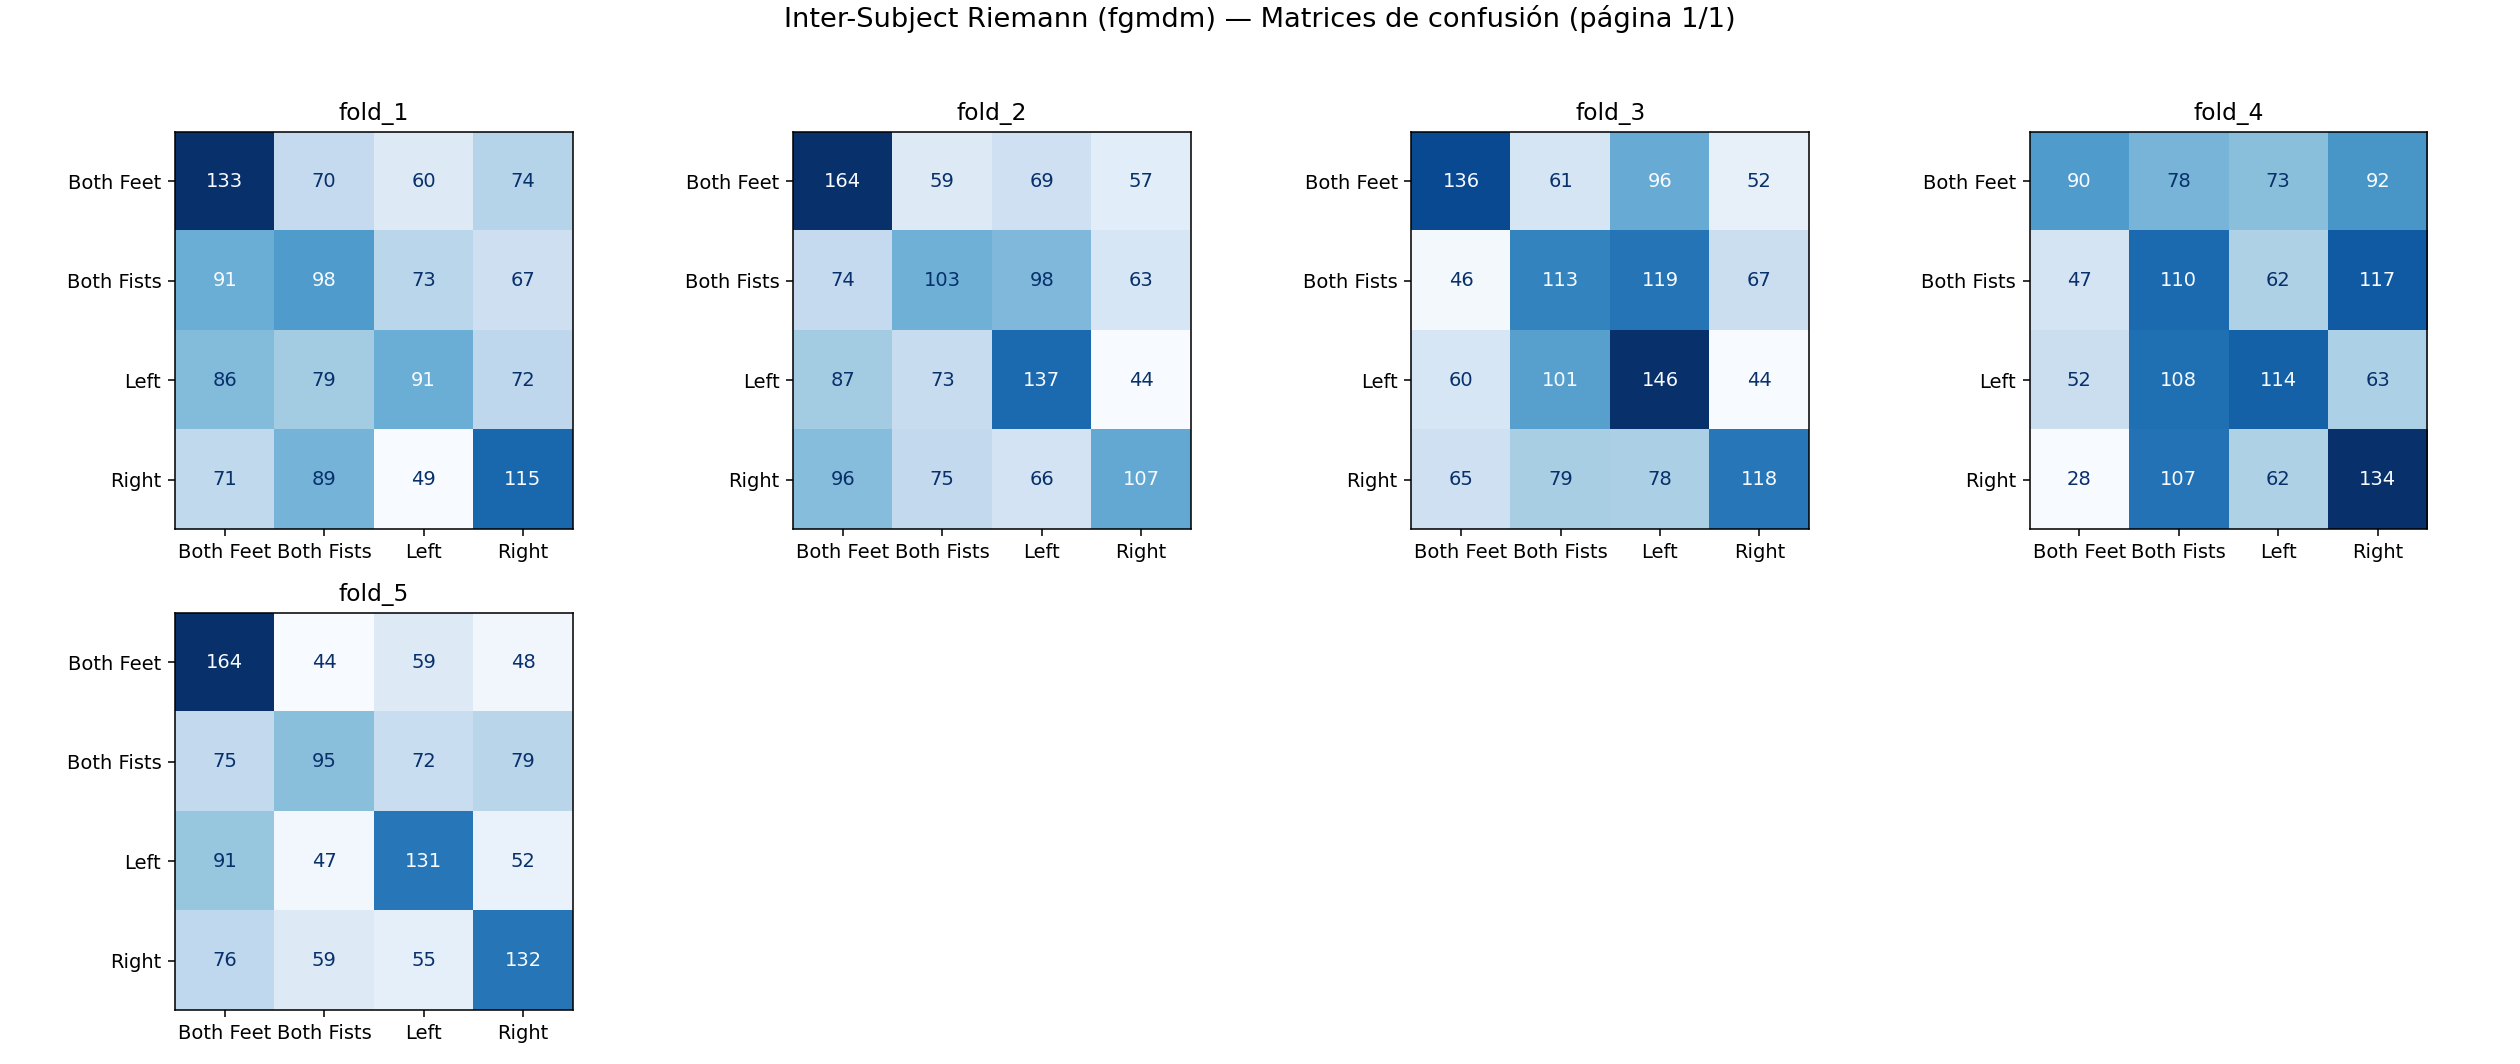 Inter-Subject Riemann (fgmdm) — Matrices de confusión (página 1/1)
fold_1
Both Feet 133 70 60 74
Both Fists 91 98 73 67
Left 86 79 91 72
Right 71 89 49 115
Both Feet Both Fists Left Right
fold_2
Both Feet 164 59 69 57
Both Fists 74 103 98 63
Left 87 73 137 44
Right 96 75 66 107
Both Feet Both Fists Left Right
fold_3
Both Feet 136 61 96 52
Both Fists 46 113 119 67
Left 60 101 146 44
Right 65 79 78 118
Both Feet Both Fists Left Right
fold_4
Both Feet 90 78 73 92
Both Fists 47 110 62 117
Left 52 108 114 63
Right 28 107 62 134
Both Feet Both Fists Left Right
fold_5
Both Feet 164 44 59 48
Both Fists 75 95 72 79
Left 91 47 131 52
Right 76 59 55 132
Both Feet Both Fists Left Right